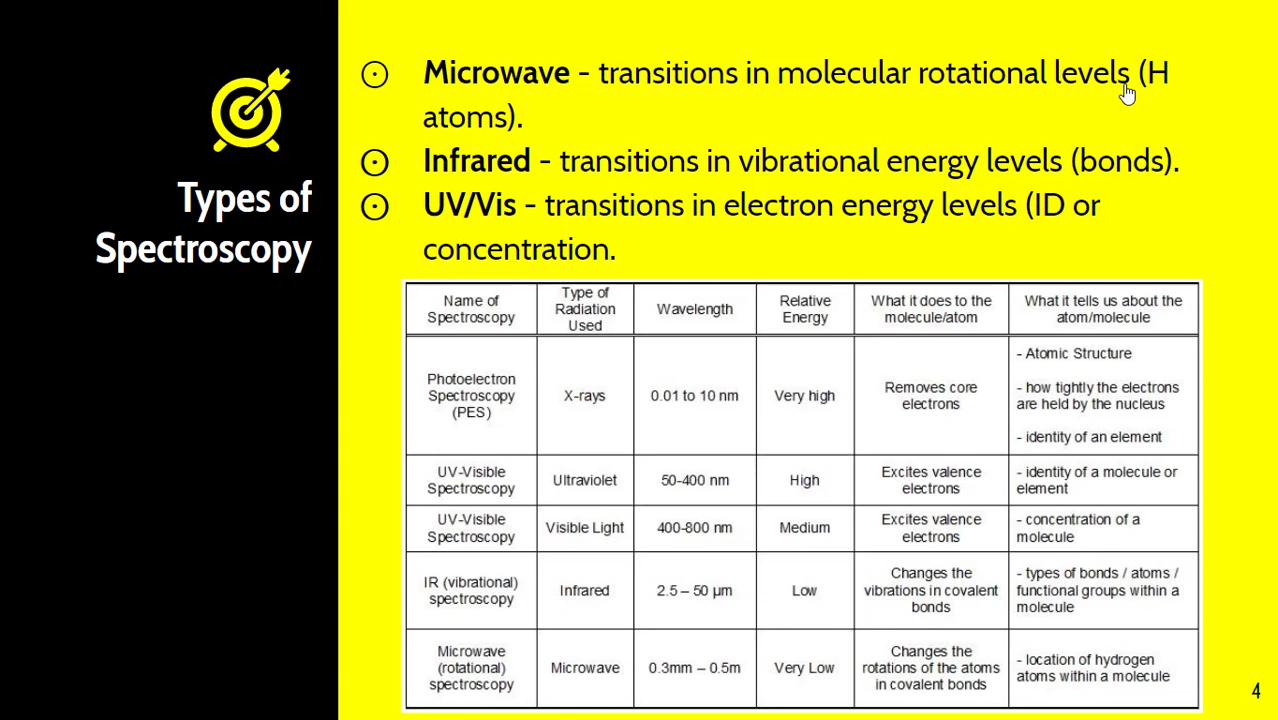 Types of
Spectroscopy
Microwave - transitions in molecular rotational levels (H
atoms).
Infrared - transitions in vibrational energy levels (bonds).
UV/Vis - transitions in electron energy levels (ID or
concentration.
Name of
Spectroscopy
Type of
Radiation
Used
Wavelength
Relative
Energy
What it does to the
molecule/atom
What it tells us about the
atom/molecule
Photoelectron
Spectroscopy
(PES)
X-rays
0.01 to 10 nm
Very high
Removes core
electrons
- Atomic Structure
- how tightly the electrons
are held by the nucleus
- identity of an element
UV-Visible
Spectroscopy
Ultraviolet
50-400 nm
High
Excites valence
electrons
- identity of a molecule or
element
UV-Visible
Spectroscopy
Visible Light
400-800 nm
Medium
Excites valence
electrons
- concentration of a
molecule
IR (vibrational)
spectroscopy
Infrared
2.5 – 50 µm
Low
Changes the
vibrations in covalent
bonds
- types of bonds / atoms /
functional groups within a
molecule
Microwave
(rotational)
spectroscopy
Microwave
0.3mm – 0.5m
Very Low
Changes the
rotations of the atoms
in covalent bonds
- location of hydrogen
atoms within a molecule
4